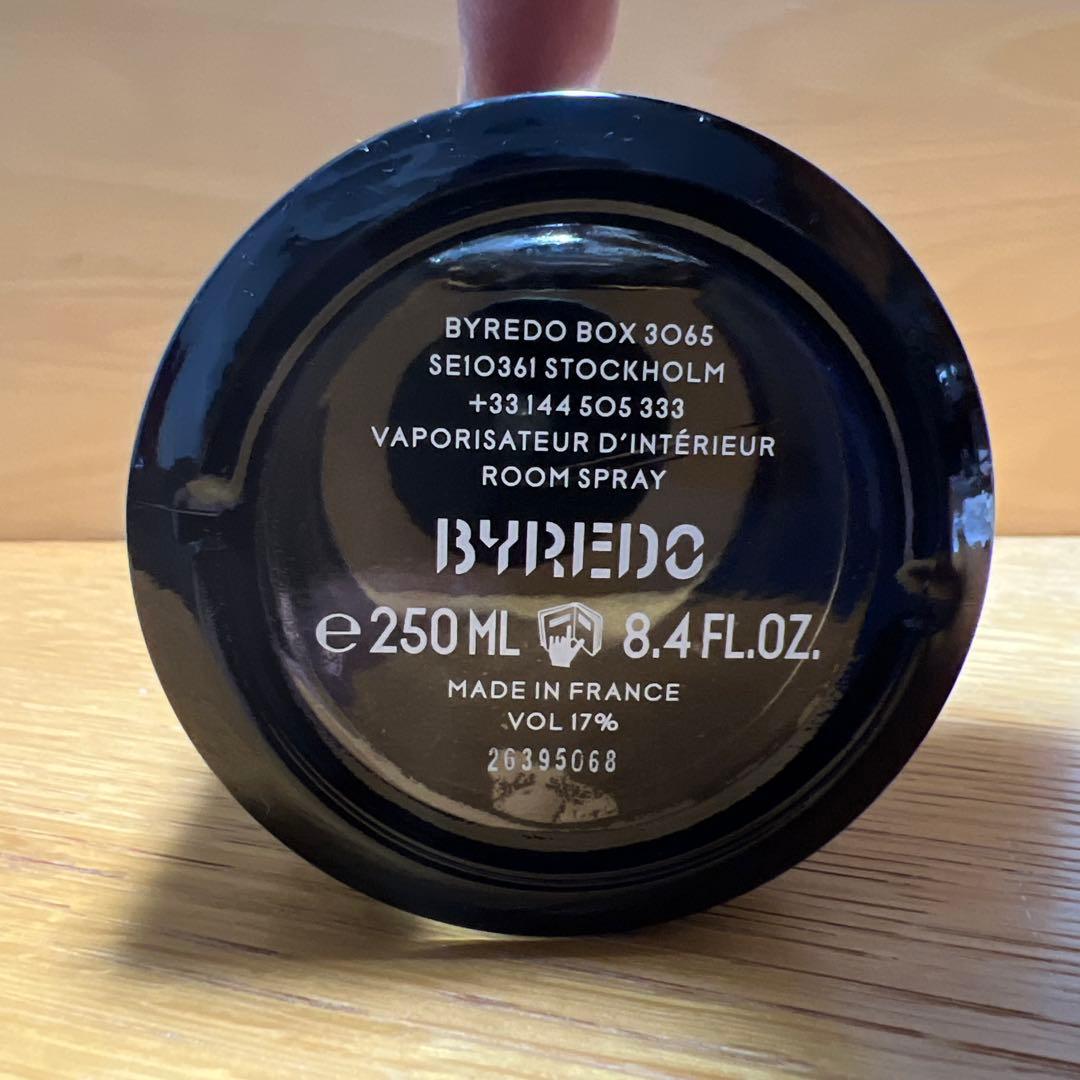 BYREDO BOX 3065
SE10361 STOCKHOLM
+33 144 505 333
VAPORISATEUR D'INTÉRIEUR
ROOM SPRAY
BYREDO
℮ 250 ML 8.4 FL.OZ.
MADE IN FRANCE
VOL 17%
26395068